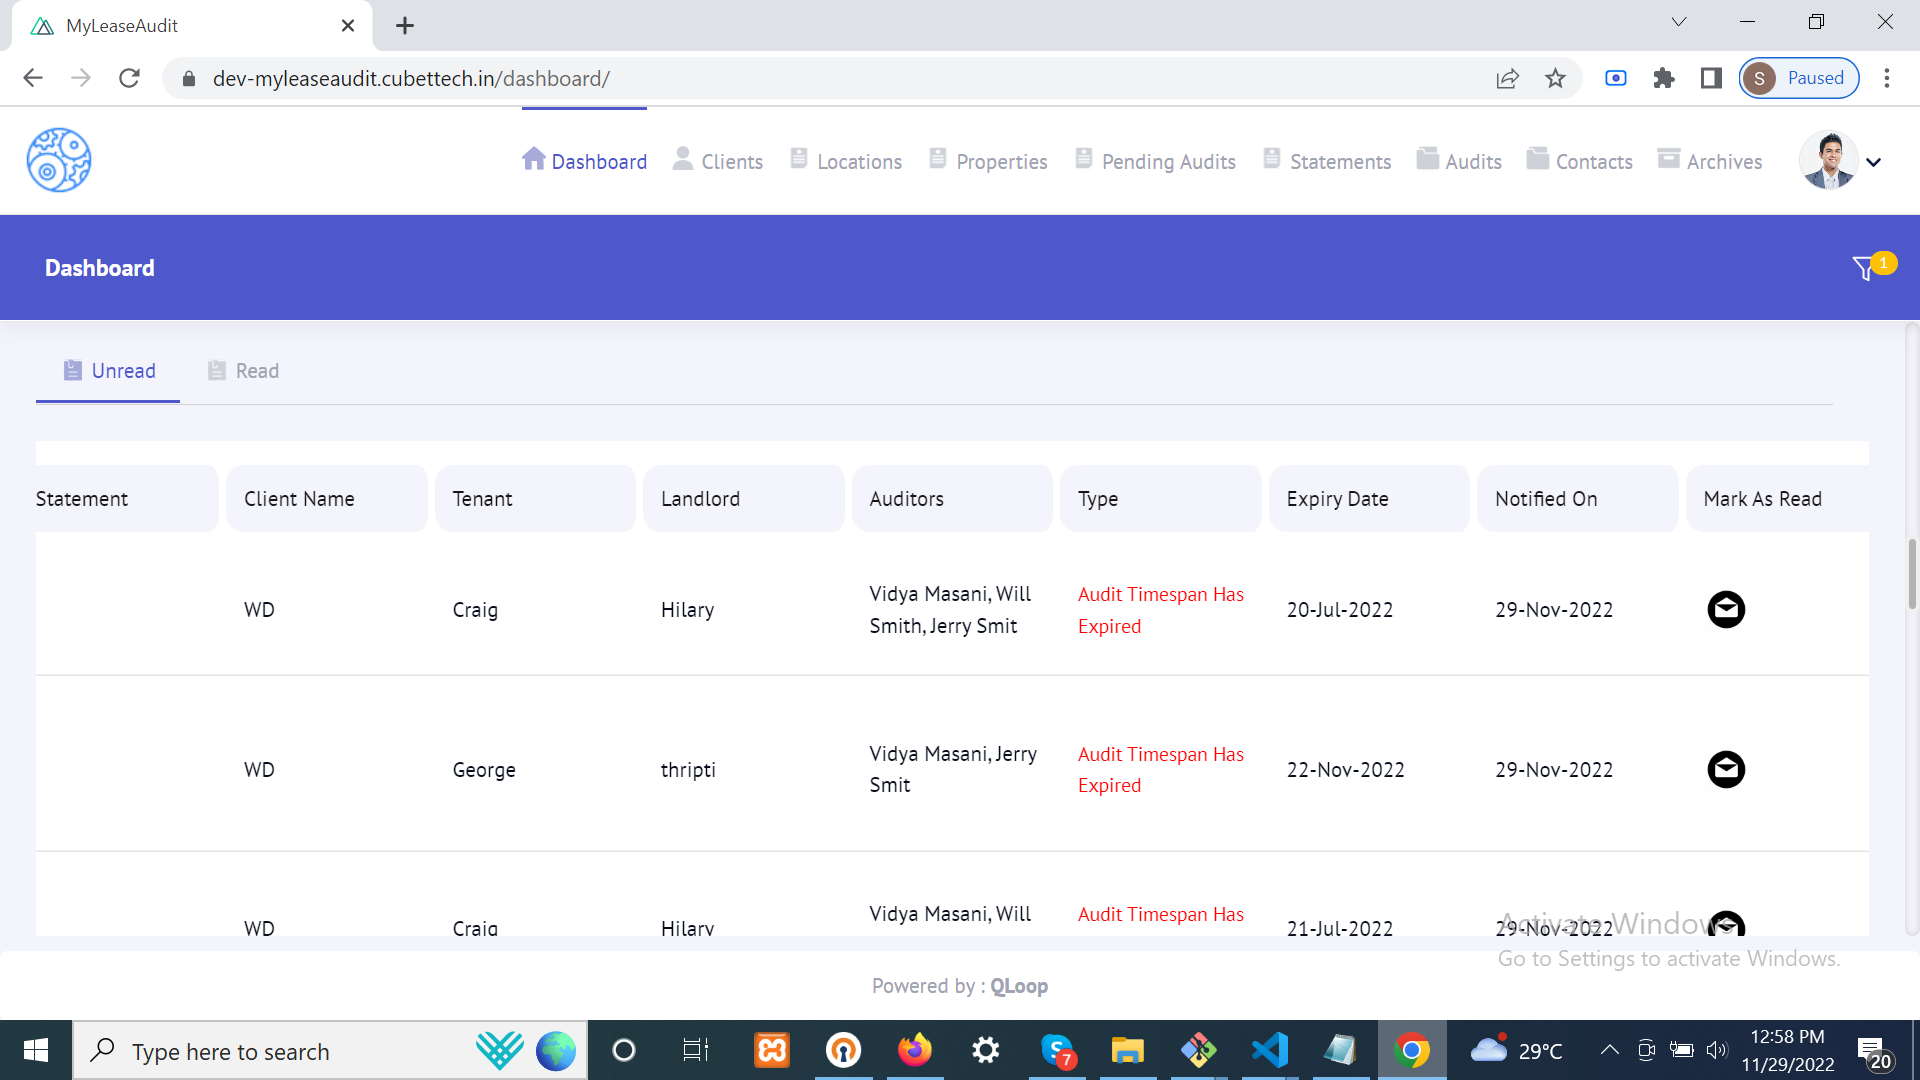 MyLeaseAudit
dev-myleaseaudit.cubettech.in/dashboard/
S Paused
Dashboard Clients Locations Properties Pending Audits Statements Audits Contacts Archives
Dashboard
1
Unread Read
Statement Client Name Tenant Landlord Auditors Type Expiry Date Notified On Mark As Read
WD Craig Hilary Vidya Masani, Will Smith, Jerry Smit Audit Timespan Has Expired 20-Jul-2022 29-Nov-2022
WD George thripti Vidya Masani, Jerry Smit Audit Timespan Has Expired 22-Nov-2022 29-Nov-2022
WD Craig Hilary Vidya Masani, Will Audit Timespan Has 21-Jul-2022 29-Nov-2022
Activate Windows
Go to Settings to activate Windows.
Powered by : QLoop
Type here to search
7
29°C
12:58 PM
11/29/2022
20